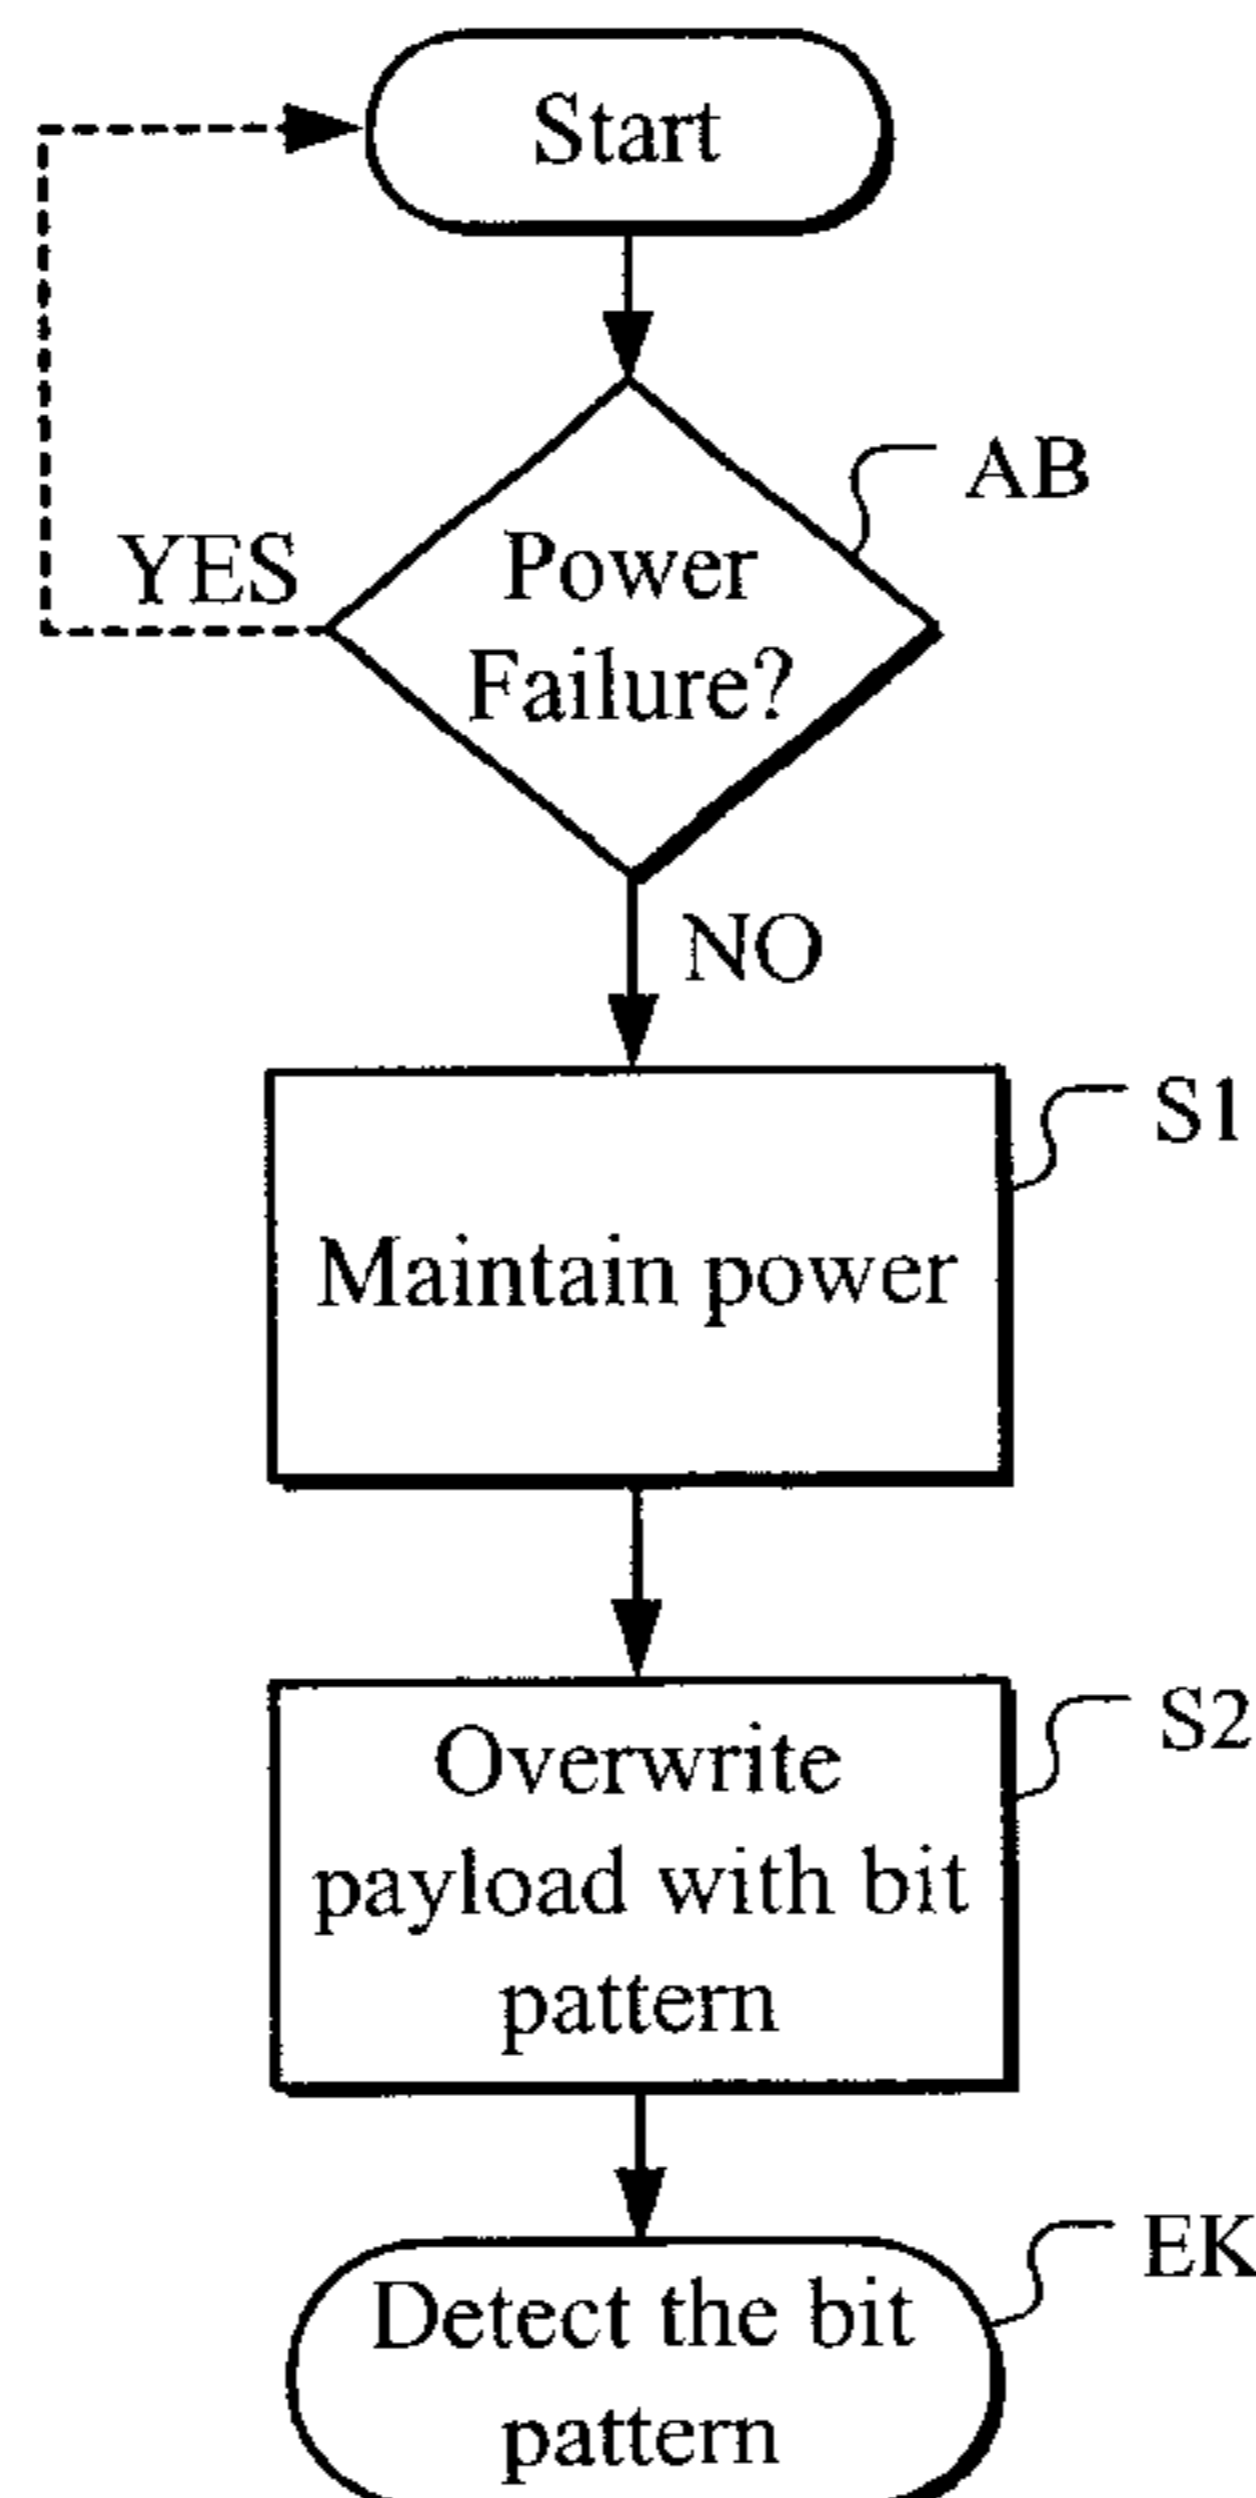 Start
AB
Power
YES
Failure?
NO
S1
Maintain power
S2
Overwrite
payload with bit
pattern
EK
Detect the bit
pattern